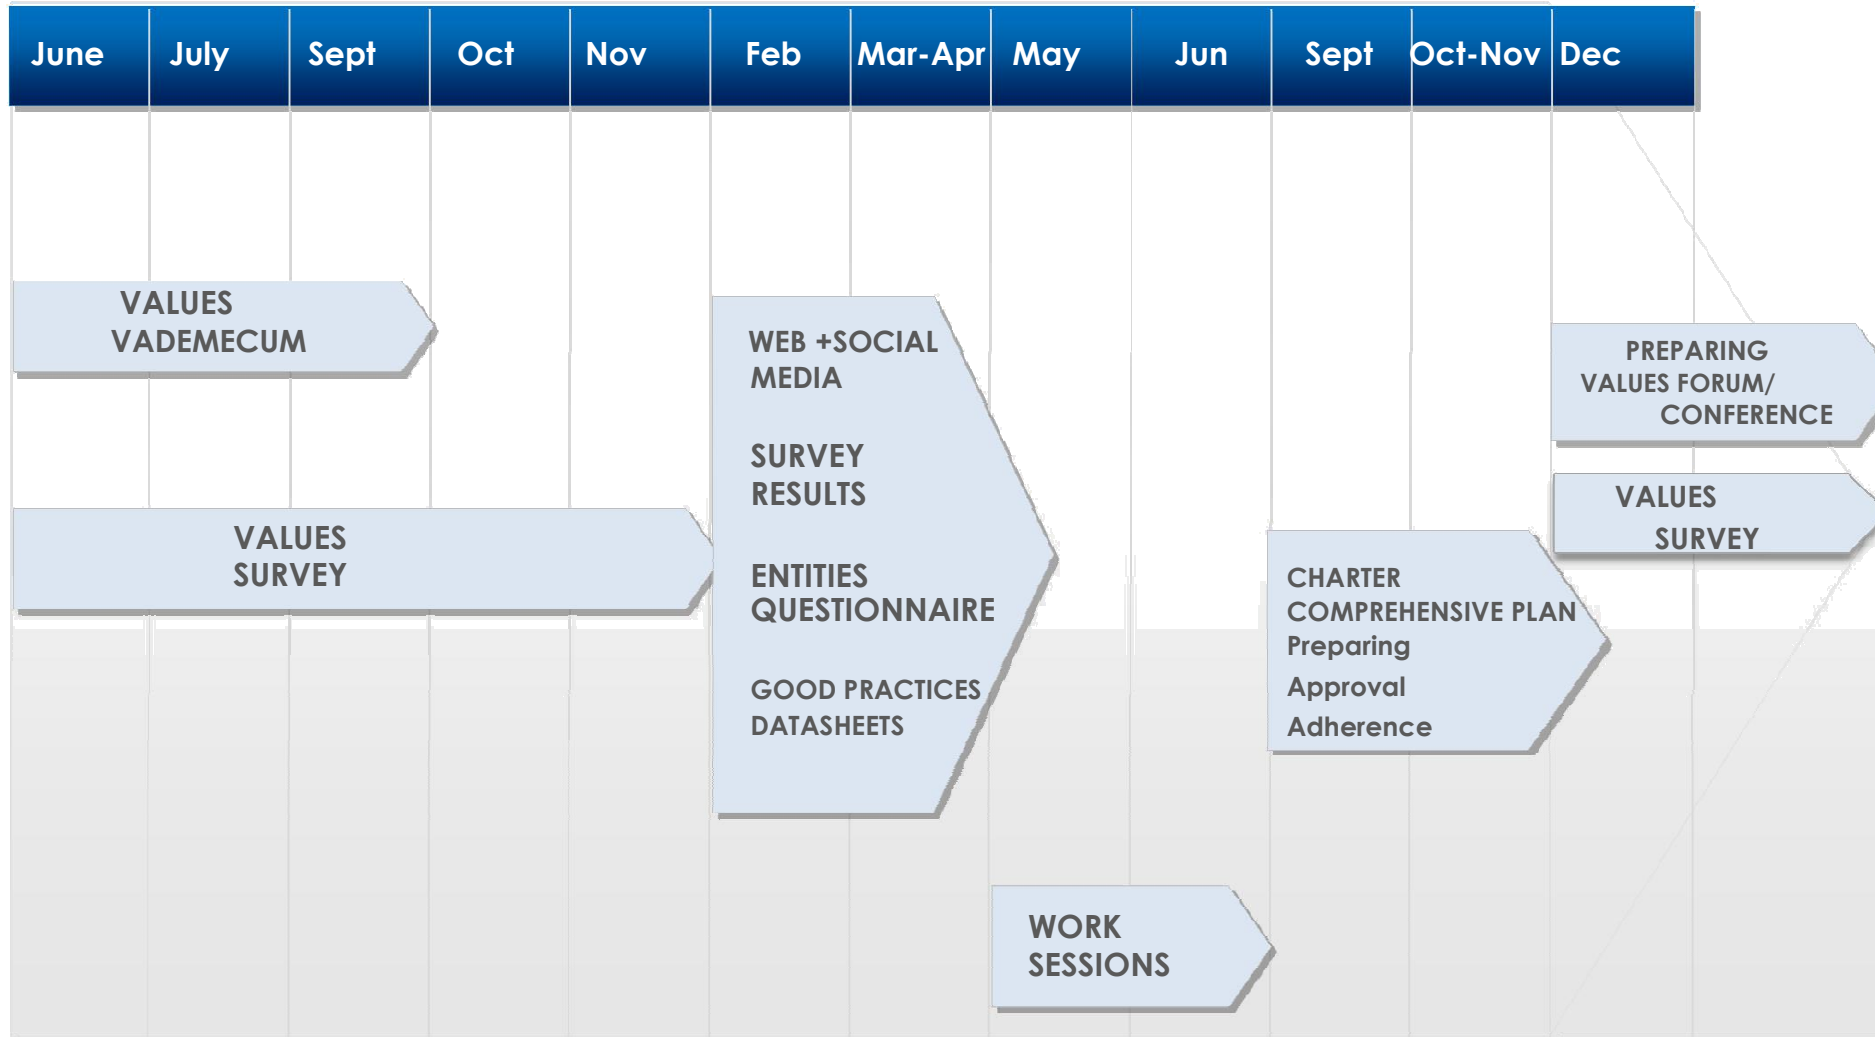 June July Sept Oct Nov Feb Mar-Apr May Jun Sept Oct-Nov Dec
VALUES
VADEMECUM
VALUES
SURVEY
WEB +SOCIAL
MEDIA
SURVEY
RESULTS
ENTITIES
QUESTIONNAIRE
GOOD PRACTICES
DATASHEETS
WORK
SESSIONS
CHARTER
COMPREHENSIVE PLAN
Preparing
Approval
Adherence
PREPARING
VALUES FORUM/
CONFERENCE
VALUES
SURVEY